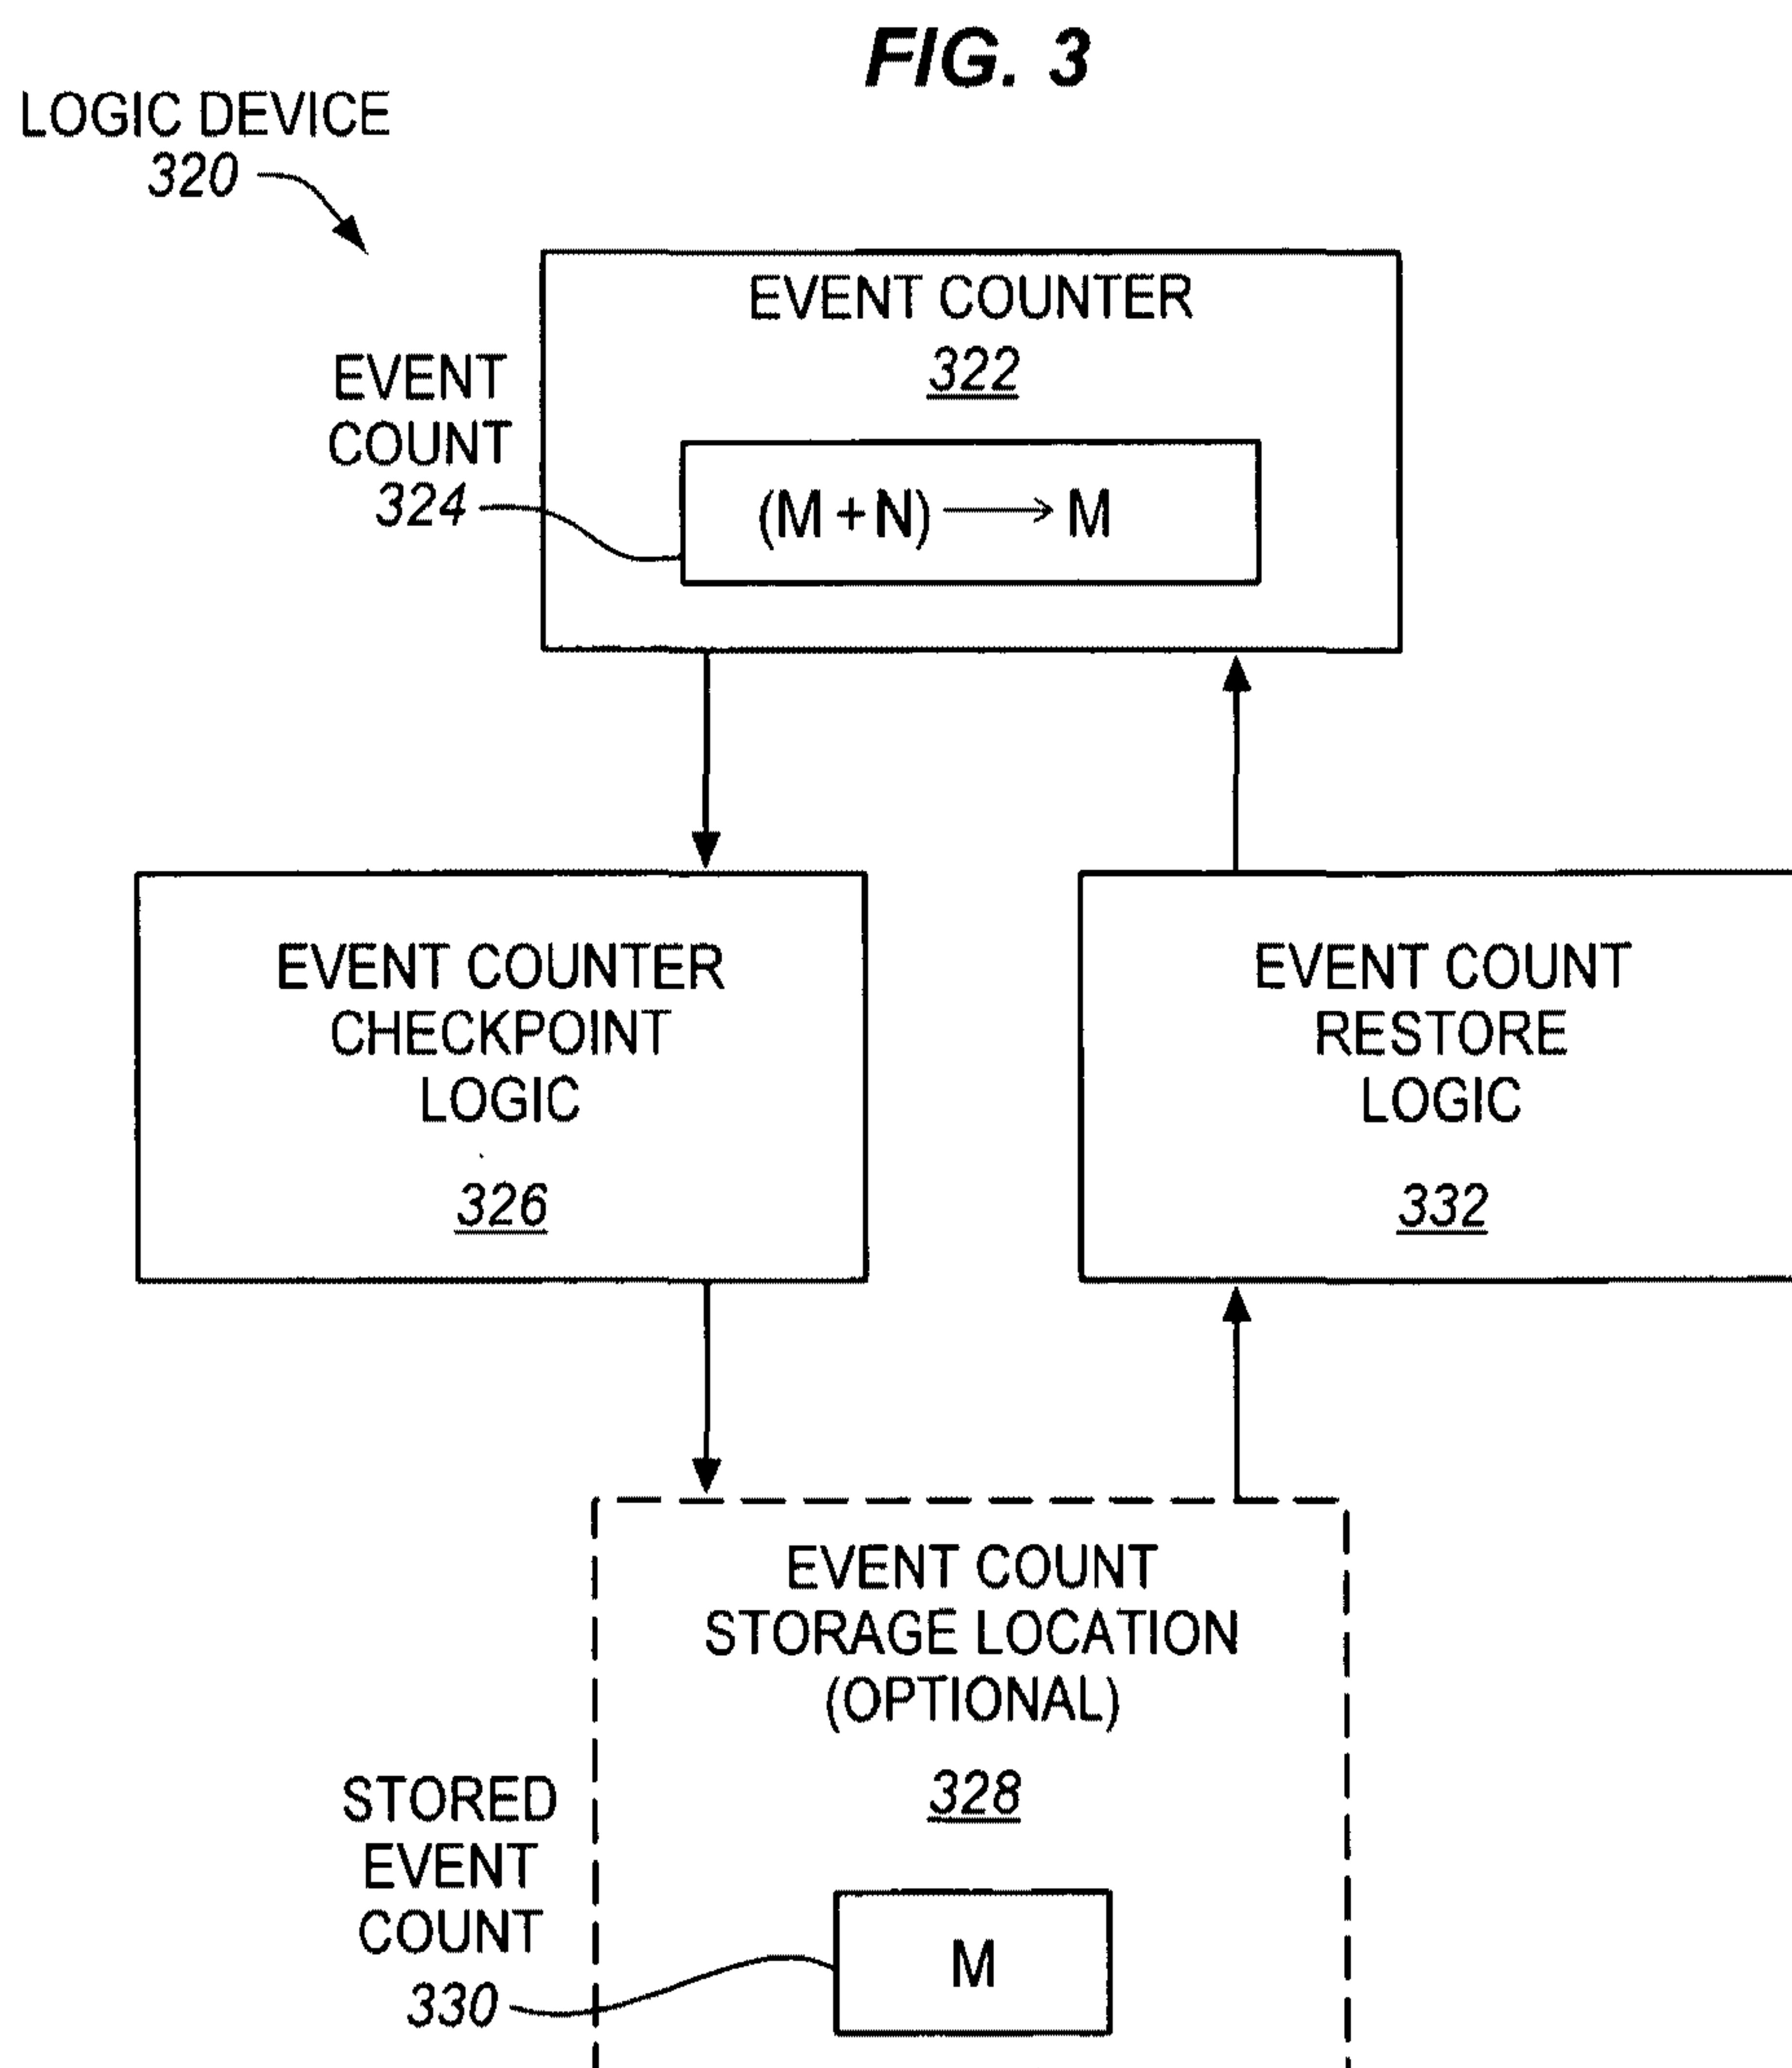 FIG. 3
LOGIC DEVICE
320
EVENT COUNTER
322
EVENT
COUNT
324
(M + N) → M
EVENT COUNTER
CHECKPOINT
LOGIC
326
EVENT COUNT
RESTORE
LOGIC
332
EVENT COUNT
STORAGE LOCATION
(OPTIONAL)
328
STORED
EVENT
COUNT
330
M